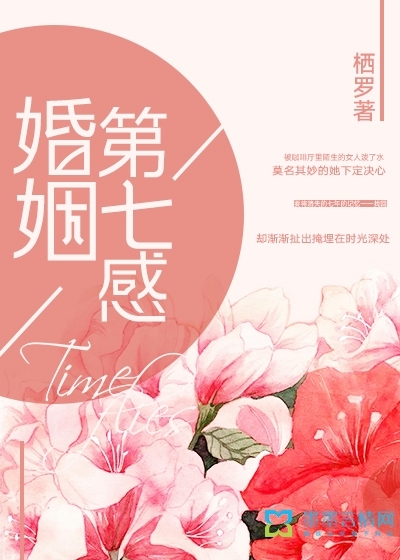 栖罗著
第七感
婚姻
被咖啡厅里陌生的女人泼了水
莫名其妙的她下定决心
却渐渐扯出掩埋在时光深处
Time flies